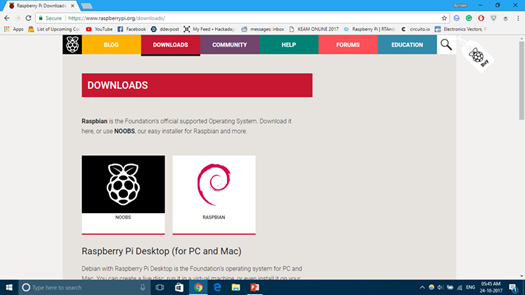 Raspberry Pi Downloads
Secure https://www.raspberrypi.org/downloads/
Apps List of Upcoming Con YouTube Facebook ddepost My Feed • Hackada messages inbox KEAM ONLINE 2017 Raspberry Pi | RTAnd circuito.io Electronics Vectors,
BLOG DOWNLOADS COMMUNITY HELP FORUMS EDUCATION
DOWNLOADS
Raspbian is the Foundation's official supported Operating System. Download it
here, or use NOOBS, our easy installer for Raspbian and more.
NOOBS RASPBIAN
Raspberry Pi Desktop (for PC and Mac)
Debian with Raspberry Pi Desktop is the Foundation's operating system for PC and
Mac. You can create a live disc, run it in a virtual machine, or even install it on your
Type here to search
ENG
05:45 AM
24-10-2017